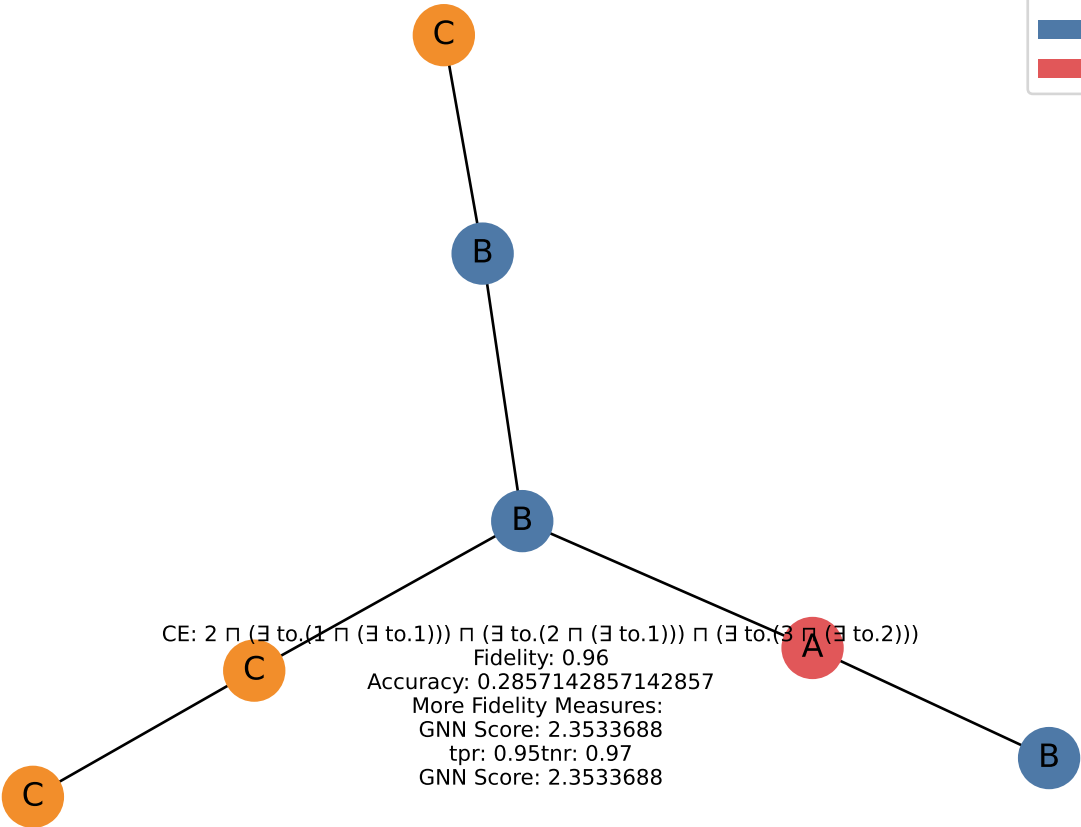 C
B
B
CE: 2 ⊓ (∃ to.(1 ⊓ (∃ to.1))) ⊓ (∃ to.(2 ⊓ (∃ to.1))) ⊓ (∃ to.(3 ⊓ (∃ to.2)))
A
Fidelity: 0.96
C
Accuracy: 0.2857142857142857
More Fidelity Measures:
GNN Score: 2.3533688
tpr: 0.95tnr: 0.97
B
GNN Score: 2.3533688
C